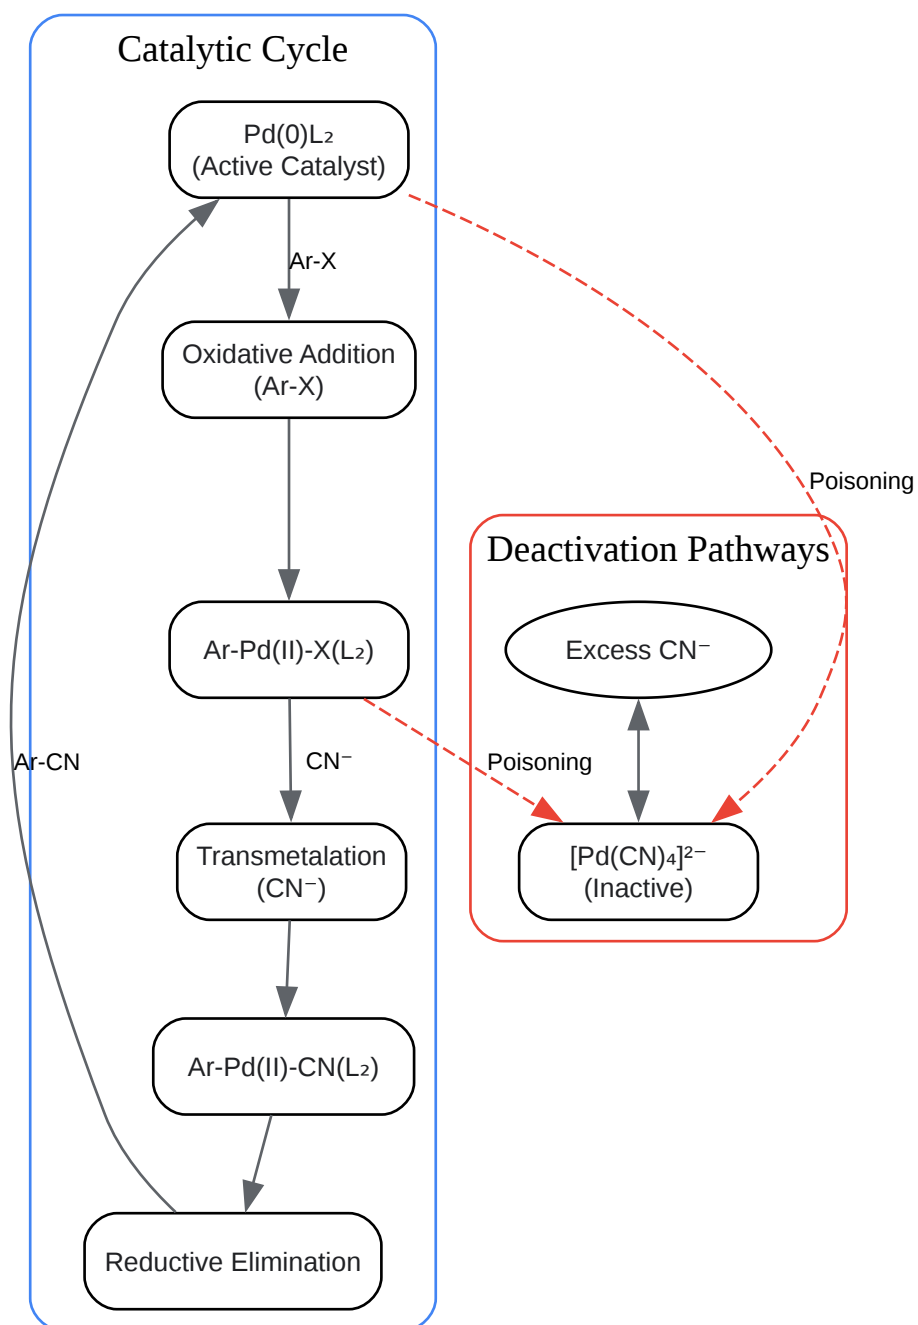 Catalytic Cycle
Pd(0)L₂
(Active Catalyst)
Ar-X
Oxidative Addition
(Ar-X)
Poisoning
Deactivation Pathways
Ar-Pd(II)-X(L₂)
Excess CN⁻
Ar-CN
CN⁻
Poisoning
Transmetalation
(CN⁻)
[Pd(CN)₄]²⁻
(Inactive)
Ar-Pd(II)-CN(L₂)
Reductive Elimination